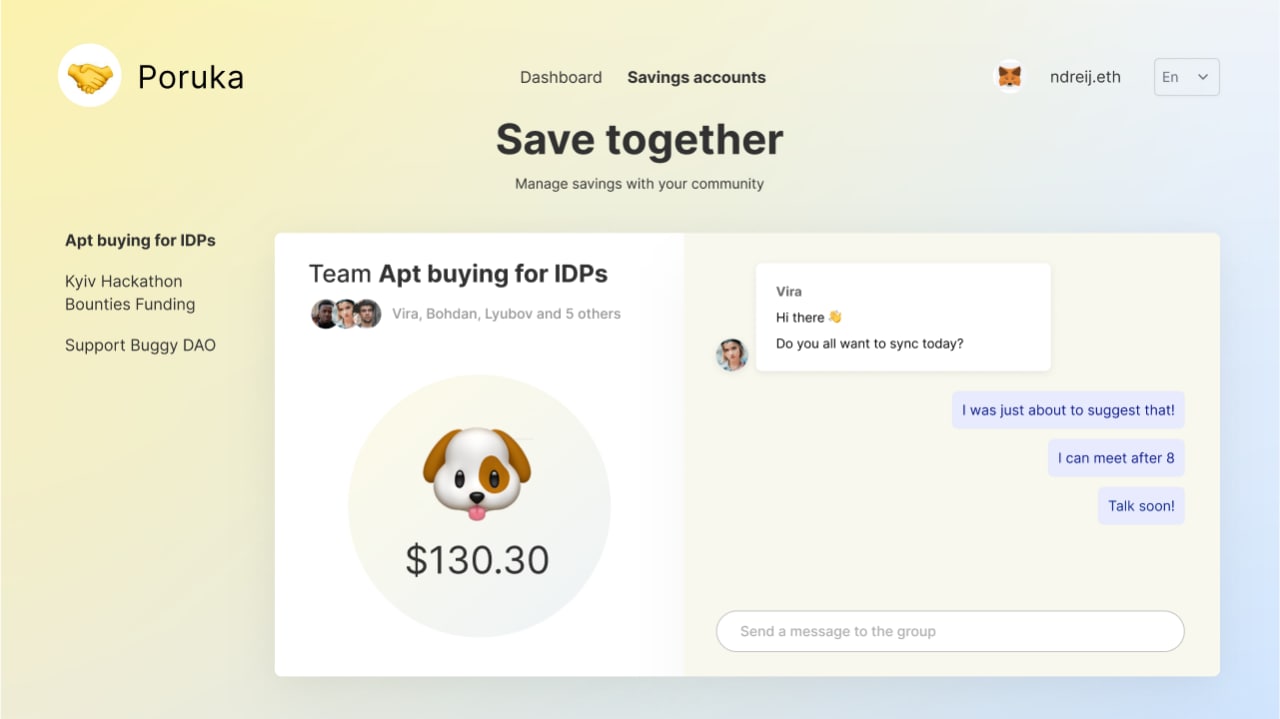 Poruka
Dashboard
Savings accounts
ndreij.eth
En
Save together
Manage savings with your community
Apt buying for IDPs
Kyiv Hackathon
Bounties Funding
Support Buggy DAO
Team Apt buying for IDPs
Vira, Bohdan, Lyubov and 5 others
$130.30
Vira
Hi there 👋
Do you all want to sync today?
I was just about to suggest that!
I can meet after 8
Talk soon!
Send a message to the group